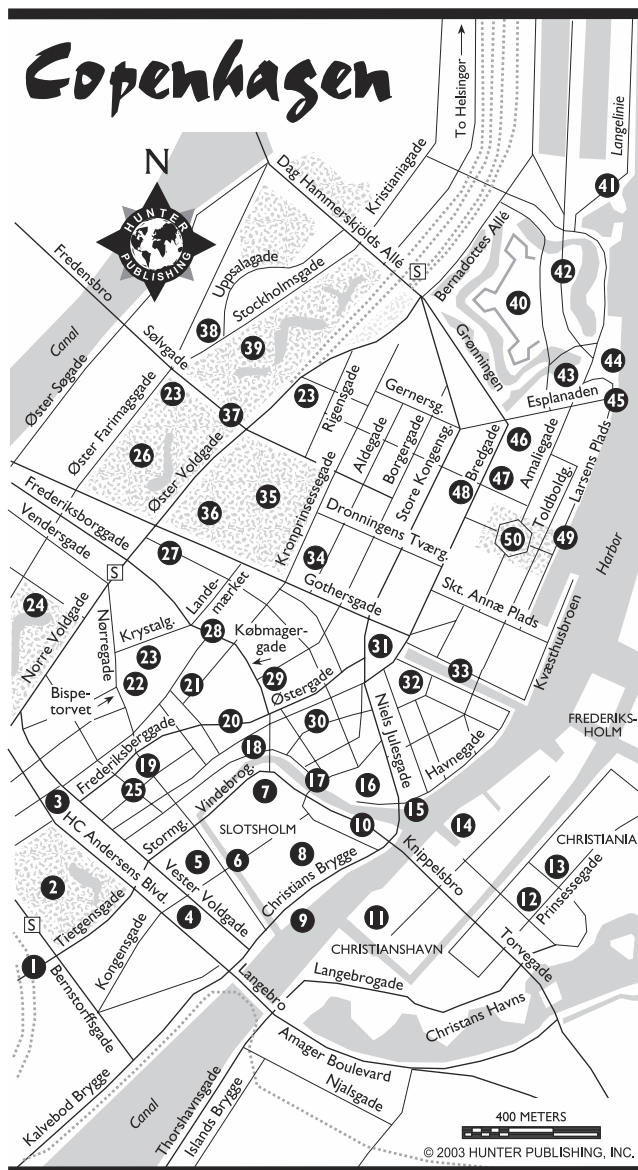 Copenhagen
N
HUNTER
PUBLISHING
To Helsingør
Langelinie
41
Dag Hammerskjölds Allé
Kristianiagade
Bernadottes Allé
S
42
40
Fredensbro
Uppsalagade
Stockholmsgade
38
39
Canal
Sølvgade
Grønningen
43
44
Esplanaden
45
Øster Søgade
Øster Farimagsgade
23
37
23
Rigensgade
Gernersg.
Aldegade
Borgergade
Store Kongensg.
Bredgade
46
47
48
Amaliegade
Toldbodg.
Larsens Plads
26
Øster Voldgade
35
36
Kronprinsessegade
50
49
Harbor
Frederiksborggade
Vendersgade
27
34
Dronningens Tværg.
Gothersgade
Skt. Annæ Plads
Kvæsthusbroen
S
24
Norre Voldgade
Nørregade
Krystalg.
Lande-
mærket
28
Købmager-
gade
23
22
21
29
31
32
33
Bispe-
torvet
Østergade
20
30
18
Niels Julesgade
Havnegade
FREDERIKS-
HOLM
Frederiksberggade
19
25
3
Vindebrog.
17
16
15
7
10
14
Stormg.
SLOTSHOLM
HC Andersens Blvd.
5
6
8
Knippelsbro
CHRISTIANIA
13
12
Prinsessegade
2
Vester Voldgade
Christians Brygge
4
9
11
CHRISTIANSHAVN
Torvegade
S
Tietgensgade
1
Kongensgade
Bernstorffsgade
Langebro
Langebrogade
Christans Havns
Amager Boulevard
Njalsgade
Kalvebod Brygge
Canal
Thorshavnsgade
Islands Brygge
400 METERS
© 2003 HUNTER PUBLISHING, INC.